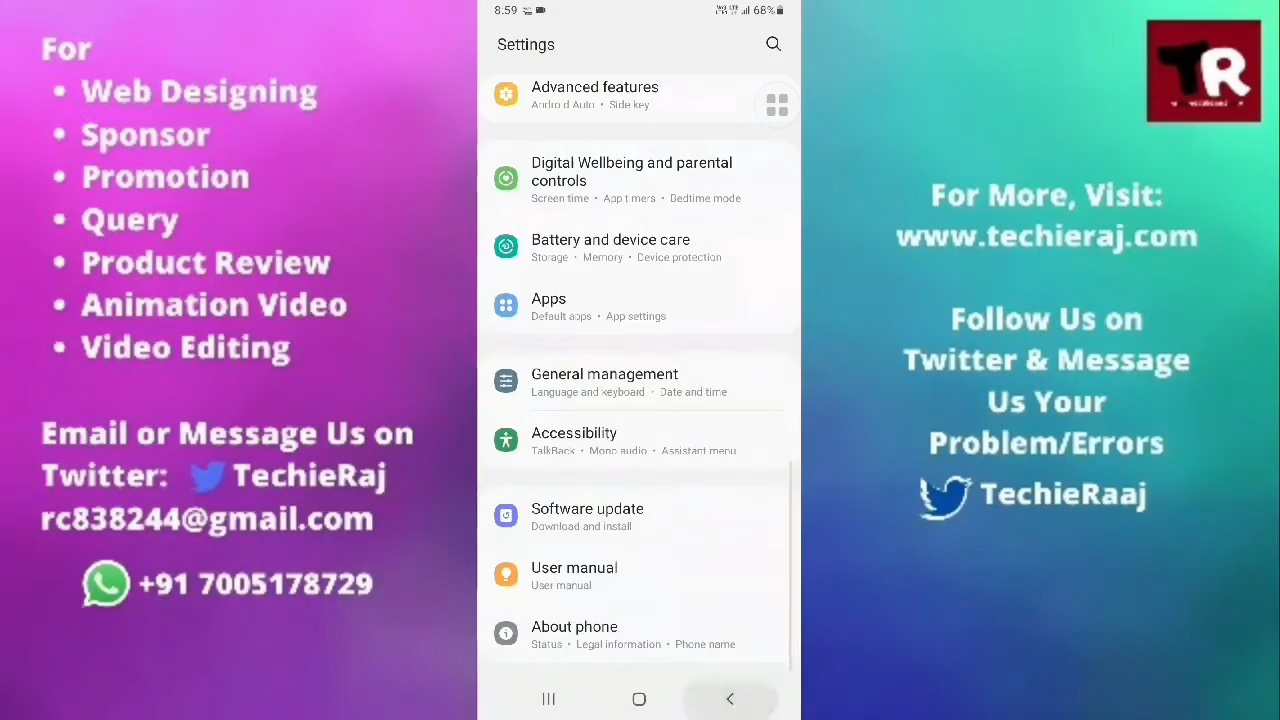 For
• Web Designing
• Sponsor
• Promotion
• Query
• Product Review
• Animation Video
• Video Editing
Email or Message Us on
Twitter: TechieRaj
rc838244@gmail.com
+91 7005178729
8:59
68%
Settings
Advanced features
Android Auto • Side key
Digital Wellbeing and parental
controls
Screen time • App timers • Bedtime mode
Battery and device care
Storage • Memory • Device protection
Apps
Default apps • App settings
General management
Language and keyboard • Date and time
Accessibility
TalkBack • Mono audio • Assistant menu
Software update
Download and install
User manual
User manual
About phone
Status • Legal information • Phone name
TR
For More, Visit:
www.techieraj.com
Follow Us on
Twitter & Message
Us Your
Problem/Errors
TechieRaaj